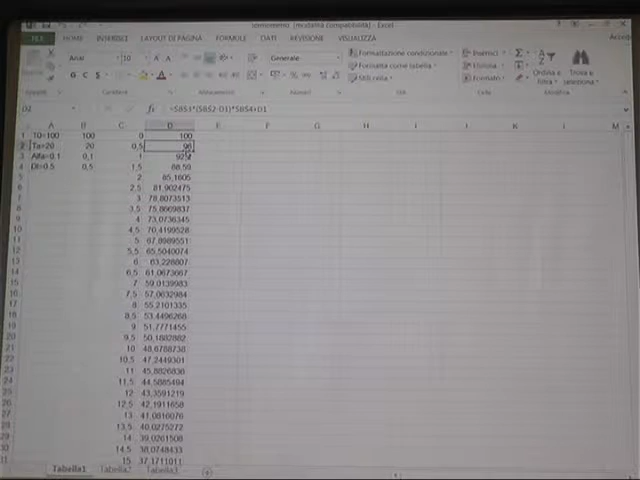 termometro [modalità compatibilità] - Excel
FILE HOME INSERISCI LAYOUT DI PAGINA FORMULE DATI REVISIONE VISUALIZZA
Arial 10 Generale Formattazione condizionale Inserisci
Formatta come tabella Elimina
G C S Stili cella Formato
Ordina e filtra Trova e seleziona
Carattere Allineamento Numeri Stili Celle Modifica
D2 fx =$B$3*($B$2-D1)*$B$4+D1
A B C D E F G H I J K L M
1 T0=100 100 0 100
2 Ta=20 20 0,5 96
3 Alfa=0.1 0,1 1
4 Dt=0.5 0,5 1,5 88,59
5 2 85,1605
6 2,5 81,902475
7 3 78,8073513
8 3,5 75,8669837
9 4 73,0736345
10 4,5 70,4199528
11 5 67,8989551
12 5,5 65,5040074
13 6 63,228807
14 6,5 61,0673667
15 7 59,0139983
16 7,5 57,0632984
17 8 55,2101335
18 8,5 53,4496268
19 9 51,7771455
20 9,5 50,1882882
21 10 48,6788738
22 10,5 47,2449301
23 11 45,8826836
24 11,5 44,5885494
25 12 43,3591219
26 12,5 42,1911658
27 13 41,0816076
28 13,5 40,0275272
29 14 39,0261508
30 14,5 38,0748433
31 15 37,1711011
Tabella1 Tabella2 Tabella3